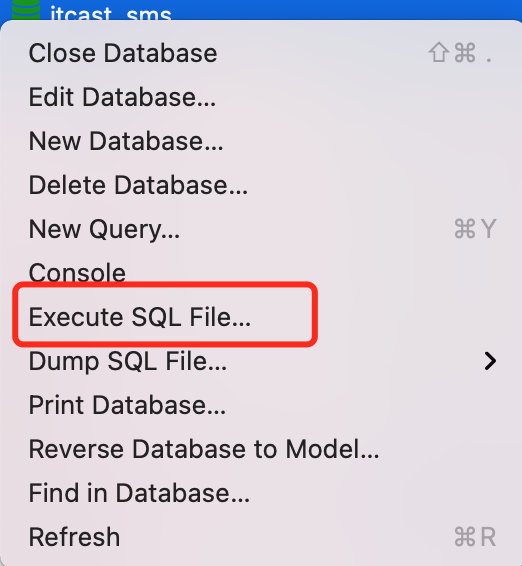 itcast_sms
Close Database ⇧⌘ .
Edit Database...
New Database...
Delete Database...
New Query... ⌘Y
Console
Execute SQL File...
Dump SQL File...
Print Database...
Reverse Database to Model...
Find in Database...
Refresh ⌘R